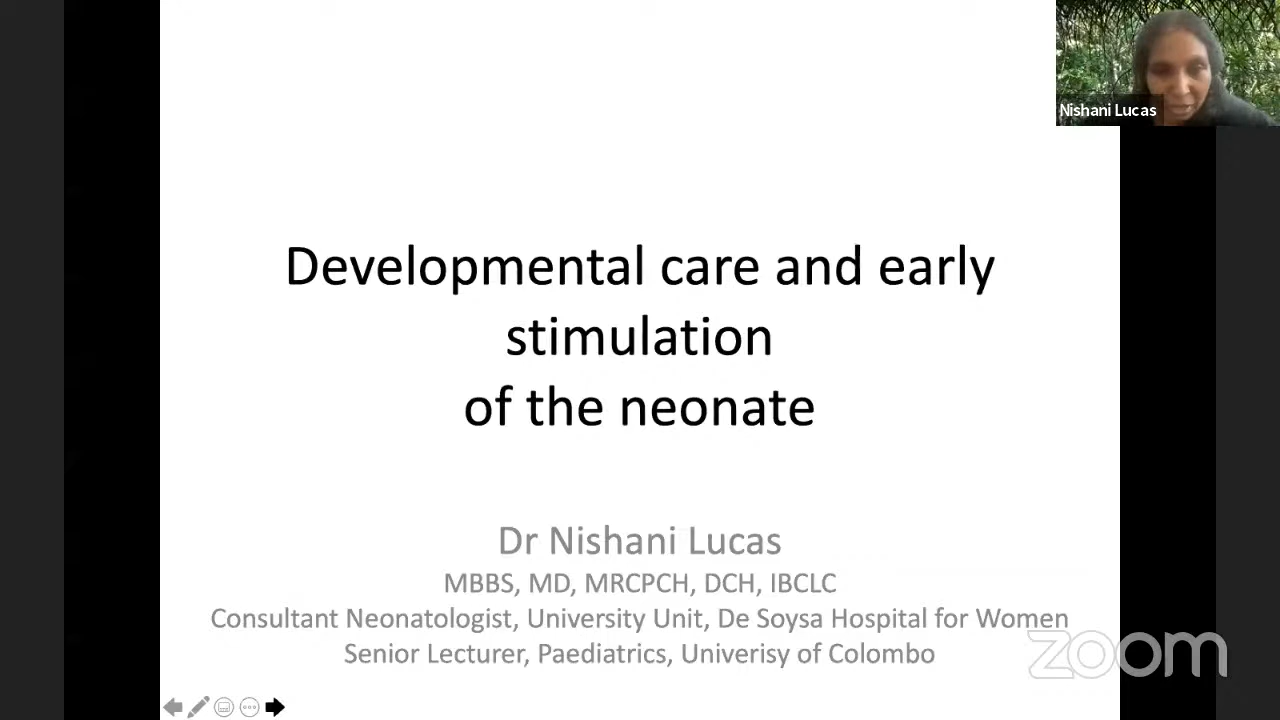 Nishani Lucas
Developmental care and early
stimulation
of the neonate
Dr Nishani Lucas
MBBS, MD, MRCPCH, DCH, IBCLC
Consultant Neonatologist, University Unit, De Soysa Hospital for Women
Senior Lecturer, Paediatrics, Univerisy of Colombo
zoom